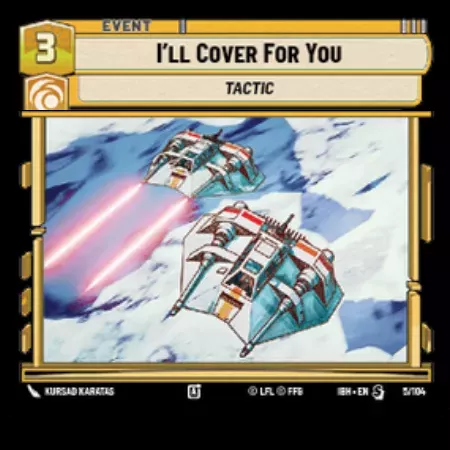 EVENT
3
I'LL COVER FOR YOU
TACTIC
KURSAD KARATAS
© LFL © FFG
IBH • EN
5/104